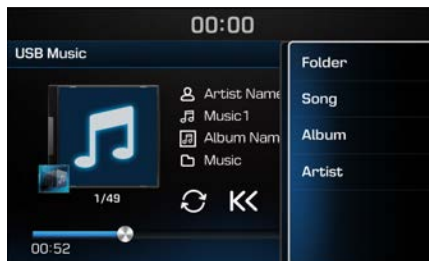 00:00
USB Music
Artist Name
Music1
Album Nam
Music
1/49
00:52
Folder
Song
Album
Artist